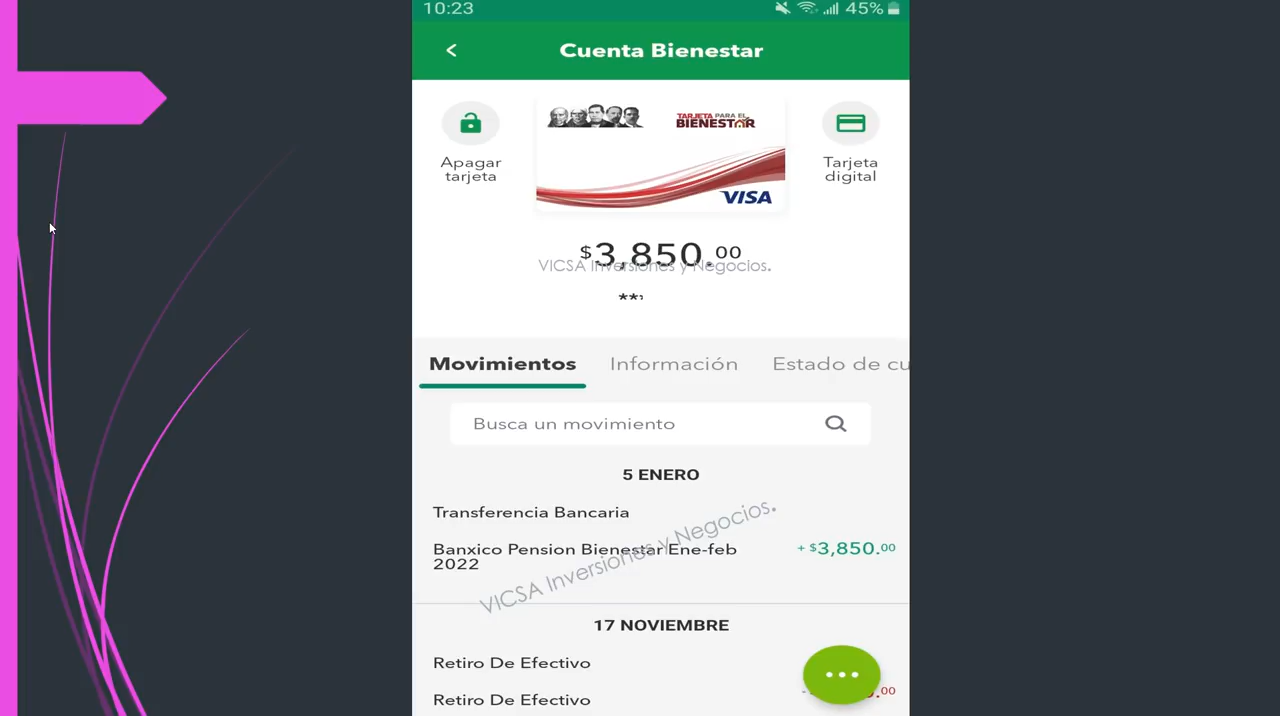 10:23
45%
Cuenta Bienestar
TARJETA PARA EL
BIENESTAR
Apagar
tarjeta
VISA
Tarjeta
digital
$3,850.00
VICSA Inversiones y Negocios.
**
Movimientos Información Estado de cu
Busca un movimiento
5 ENERO
Transferencia Bancaria
Banxico Pension Bienestar Ene-feb
2022
+ $3,850.00
VICSA Inversiones y Negocios.
17 NOVIEMBRE
Retiro De Efectivo
Retiro De Efectivo
.00